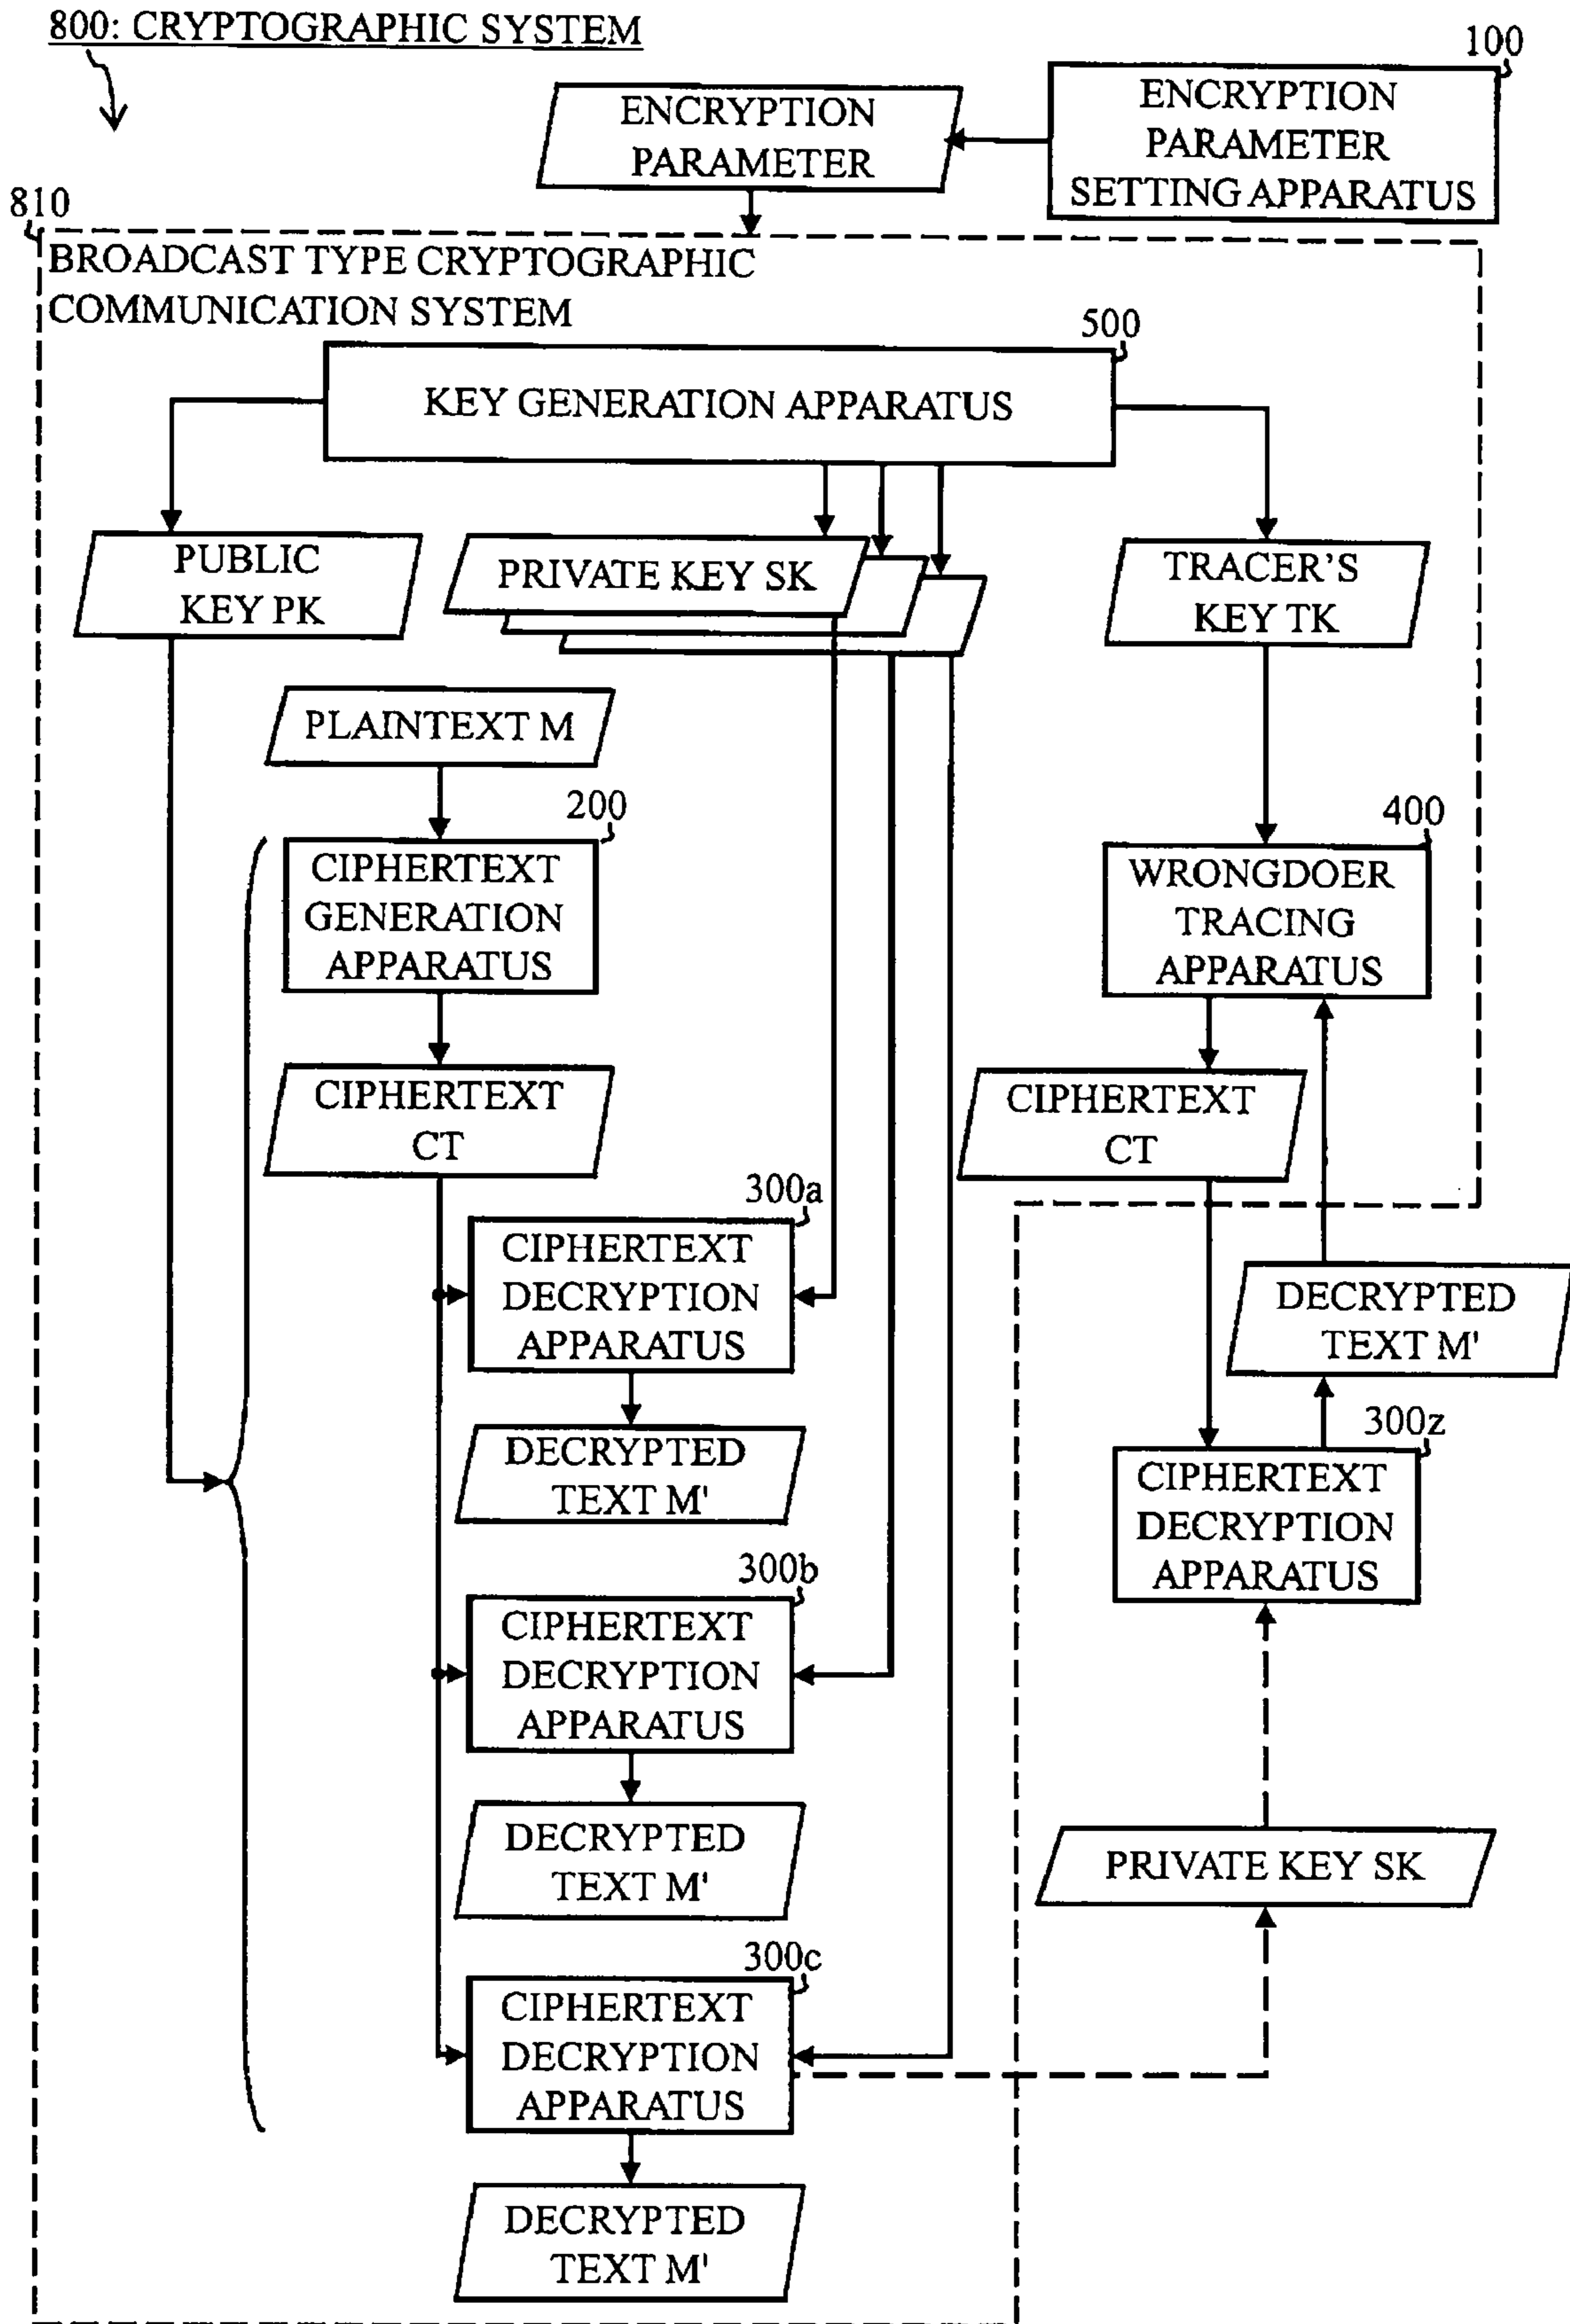 800: CRYPTOGRAPHIC SYSTEM
100
ENCRYPTION
PARAMETER
ENCRYPTION
PARAMETER
SETTING APPARATUS
810
BROADCAST TYPE CRYPTOGRAPHIC
COMMUNICATION SYSTEM
500
KEY GENERATION APPARATUS
PUBLIC
KEY PK
PRIVATE KEY SK
TRACER'S
KEY TK
PLAINTEXT M
200
CIPHERTEXT
GENERATION
APPARATUS
400
WRONGDOER
TRACING
APPARATUS
CIPHERTEXT
CT
CIPHERTEXT
CT
300a
CIPHERTEXT
DECRYPTION
APPARATUS
DECRYPTED
TEXT M'
DECRYPTED
TEXT M'
300z
CIPHERTEXT
DECRYPTION
APPARATUS
300b
CIPHERTEXT
DECRYPTION
APPARATUS
DECRYPTED
TEXT M'
PRIVATE KEY SK
300c
CIPHERTEXT
DECRYPTION
APPARATUS
DECRYPTED
TEXT M'